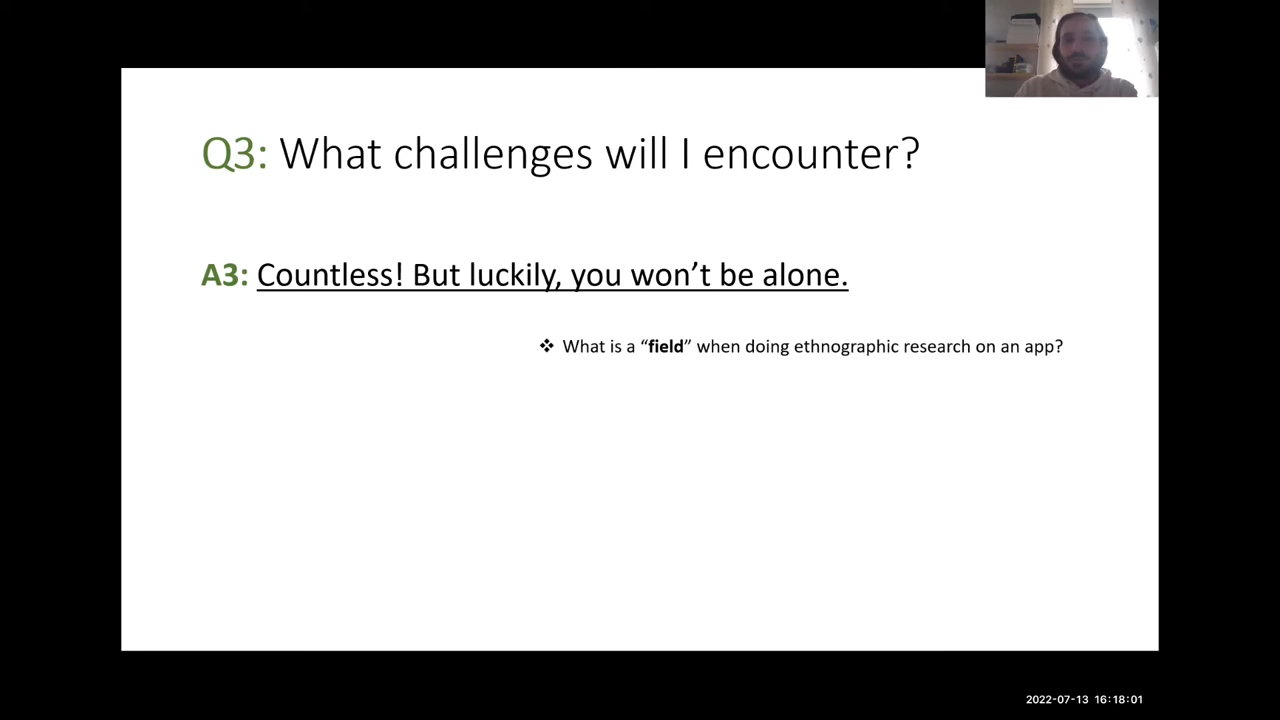 Q3: What challenges will I encounter?
A3: Countless! But luckily, you won’t be alone.
❖ What is a “field” when doing ethnographic research on an app?
2022-07-13 16:18:01